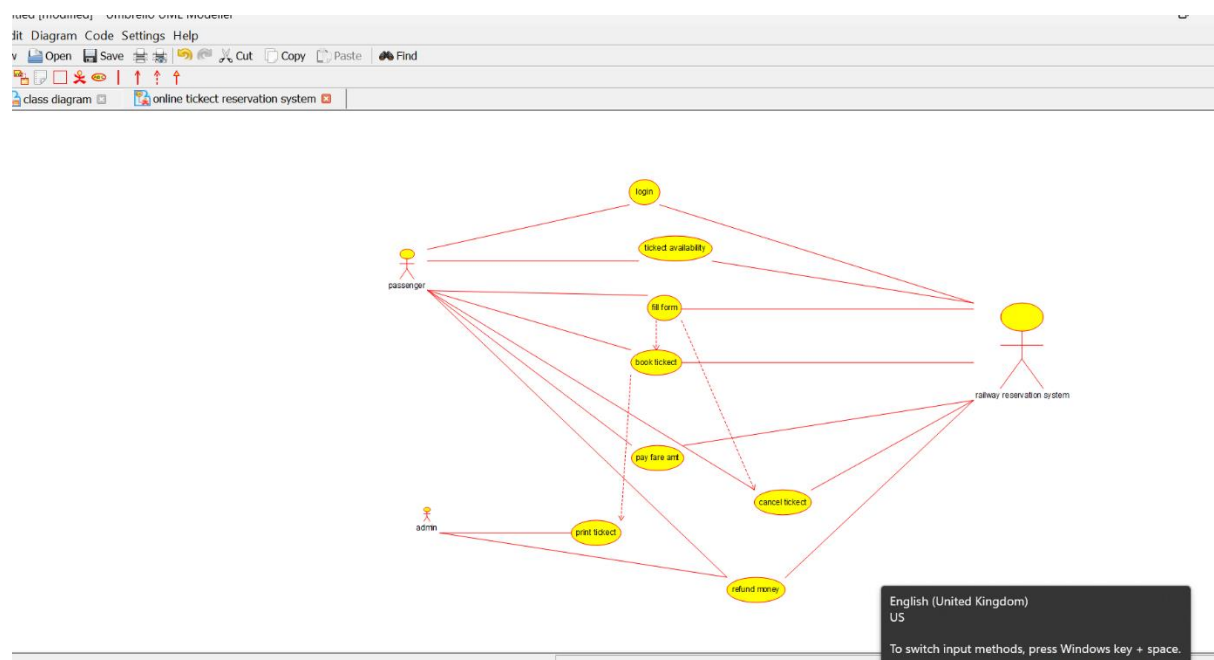 Umbrello UML Modeller
dit Diagram Code Settings Help
Open Save Cut Copy Paste Find
class diagram online tickect reservation system
login
tickect availability
passenger
fill form
book tickect
railway reservation system
pay fare amt
cancel tickect
admin
print tickect
refund money
English (United Kingdom)
US
To switch input methods, press Windows key + space.